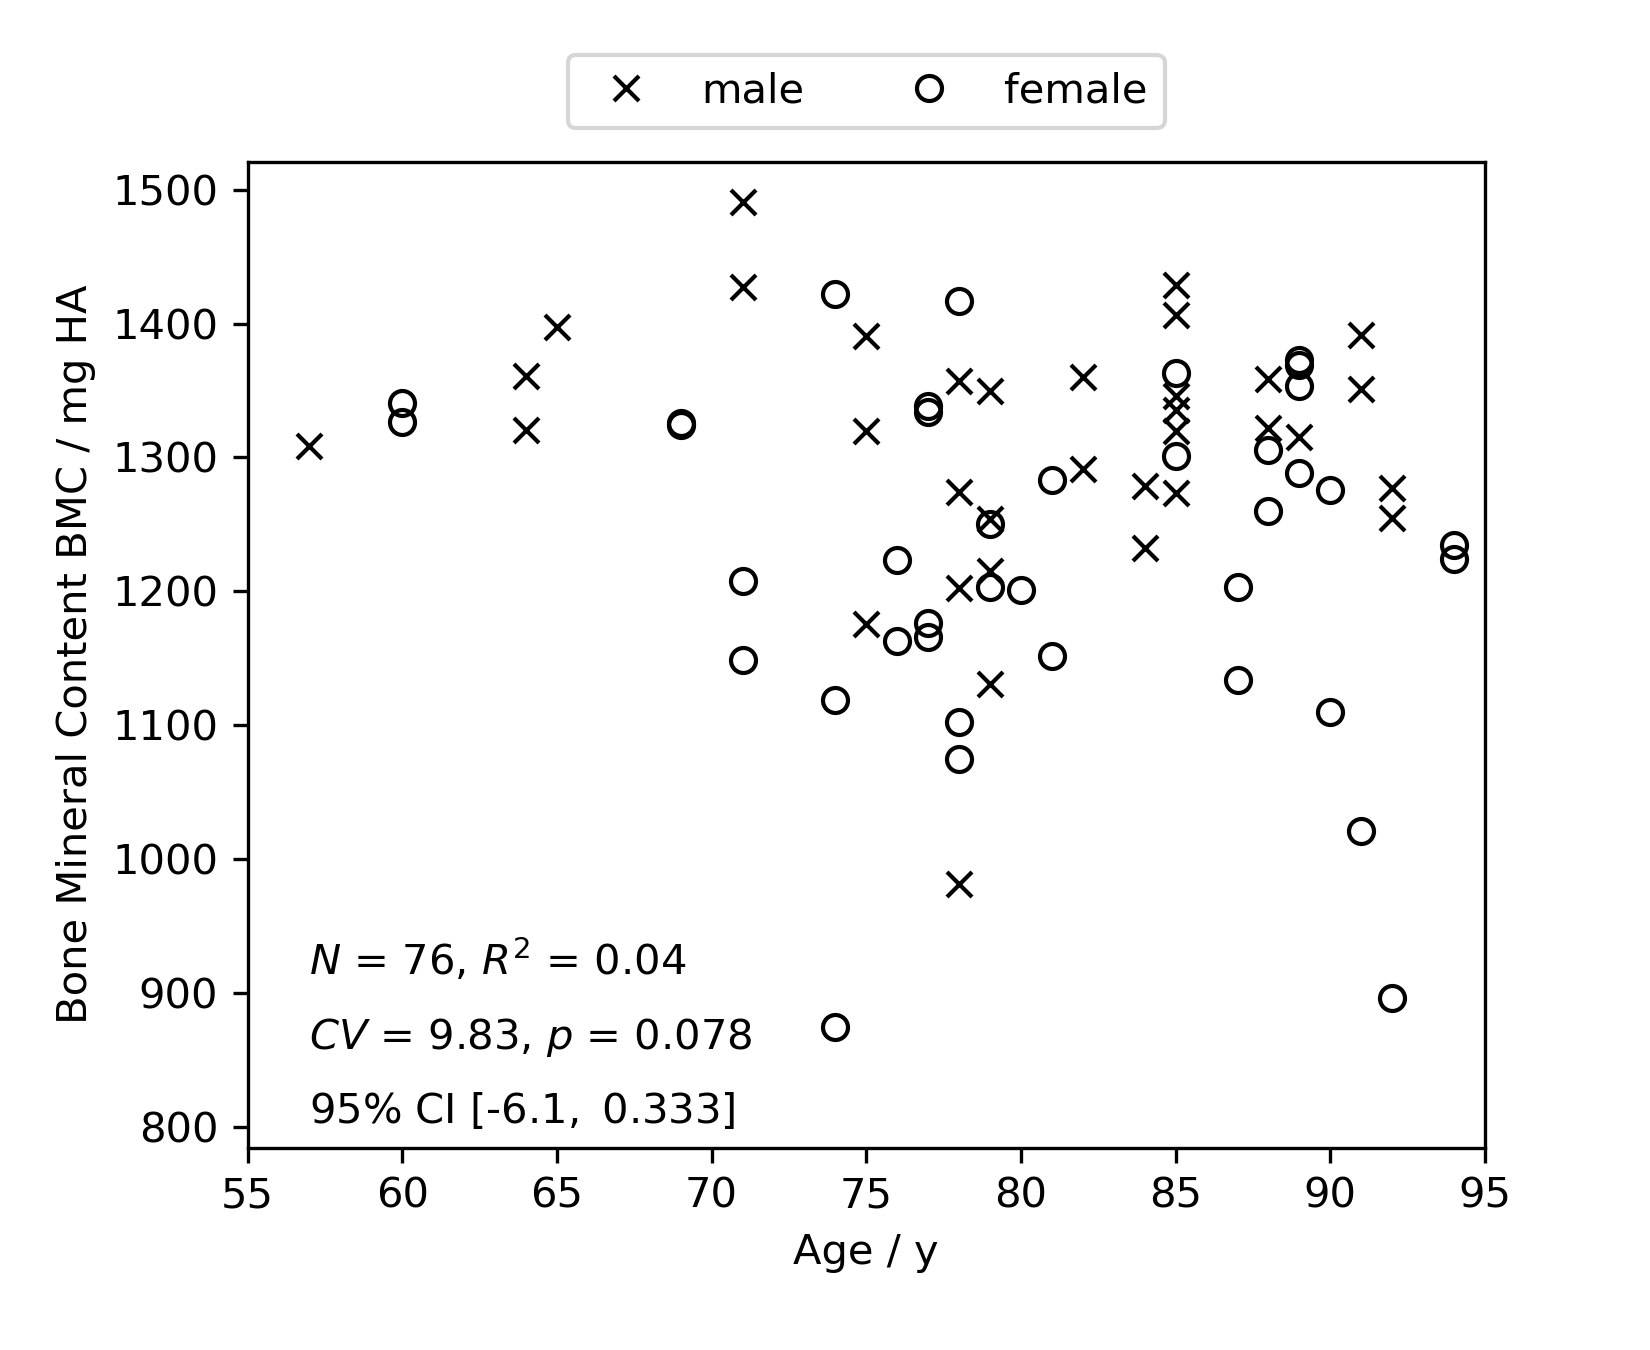 male female
1500
1400
1300
1200
1100
1000
900
800
Bone Mineral Content BMC / mg HA
N = 76, R² = 0.04
CV = 9.83, p = 0.078
95% CI [-6.1, 0.333]
55 60 65 70 75 80 85 90 95
Age / y